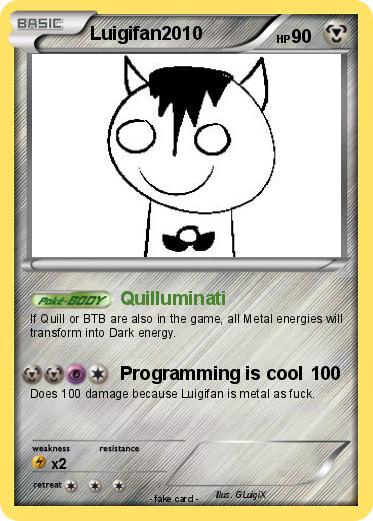 BASIC
Luigifan2010
HP90
Poké-BODY
Quilluminati
If Quill or BTB are also in the game, all Metal energies will
transform into Dark energy.
Programming is cool 100
Does 100 damage because Luigifan is metal as fuck.
weakness resistance
x2
retreat
- fake card -
Illus. GLuigiX